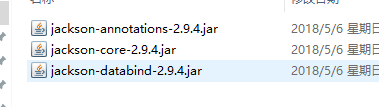 jackson-annotations-2.9.4.jar 2018/5/6 星期日
jackson-core-2.9.4.jar 2018/5/6 星期日
jackson-databind-2.9.4.jar 2018/5/6 星期日